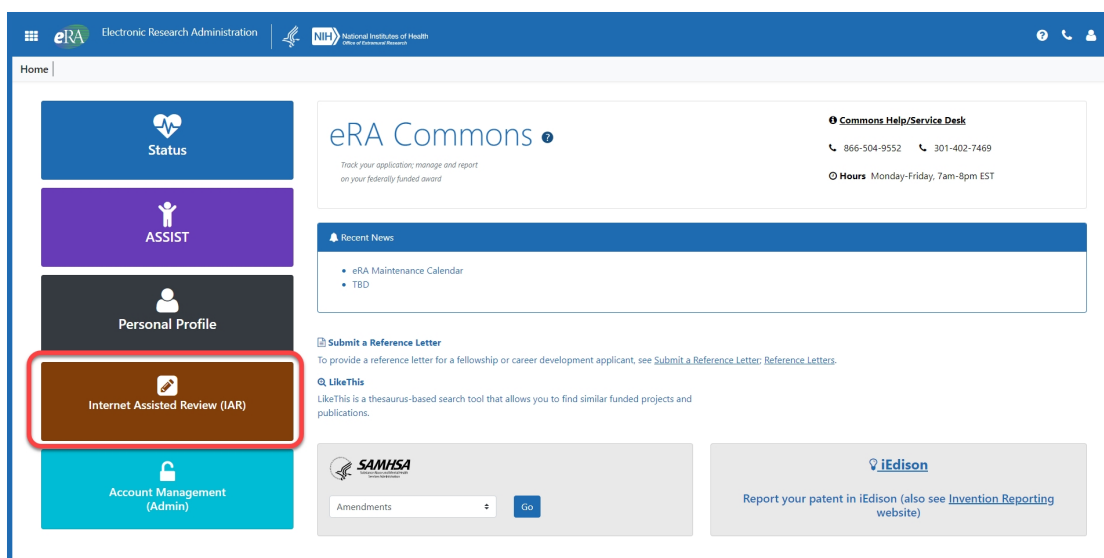 eRA Electronic Research Administration NIH National Institutes of Health
Office of Extramural Research
Home
Status
ASSIST
Personal Profile
Internet Assisted Review (IAR)
Account Management
(Admin)
eRA Commons
Track your application; manage and report
on your federally funded award
Commons Help/Service Desk
866-504-9552 301-402-7469
Hours Monday-Friday, 7am-8pm EST
Recent News
eRA Maintenance Calendar
TBD
Submit a Reference Letter
To provide a reference letter for a fellowship or career development applicant, see Submit a Reference Letter; Reference Letters.
LikeThis
LikeThis is a thesaurus-based search tool that allows you to find similar funded projects and
publications.
SAMHSA
Amendments
Go
iEdison
Report your patent in iEdison (also see Invention Reporting
website)